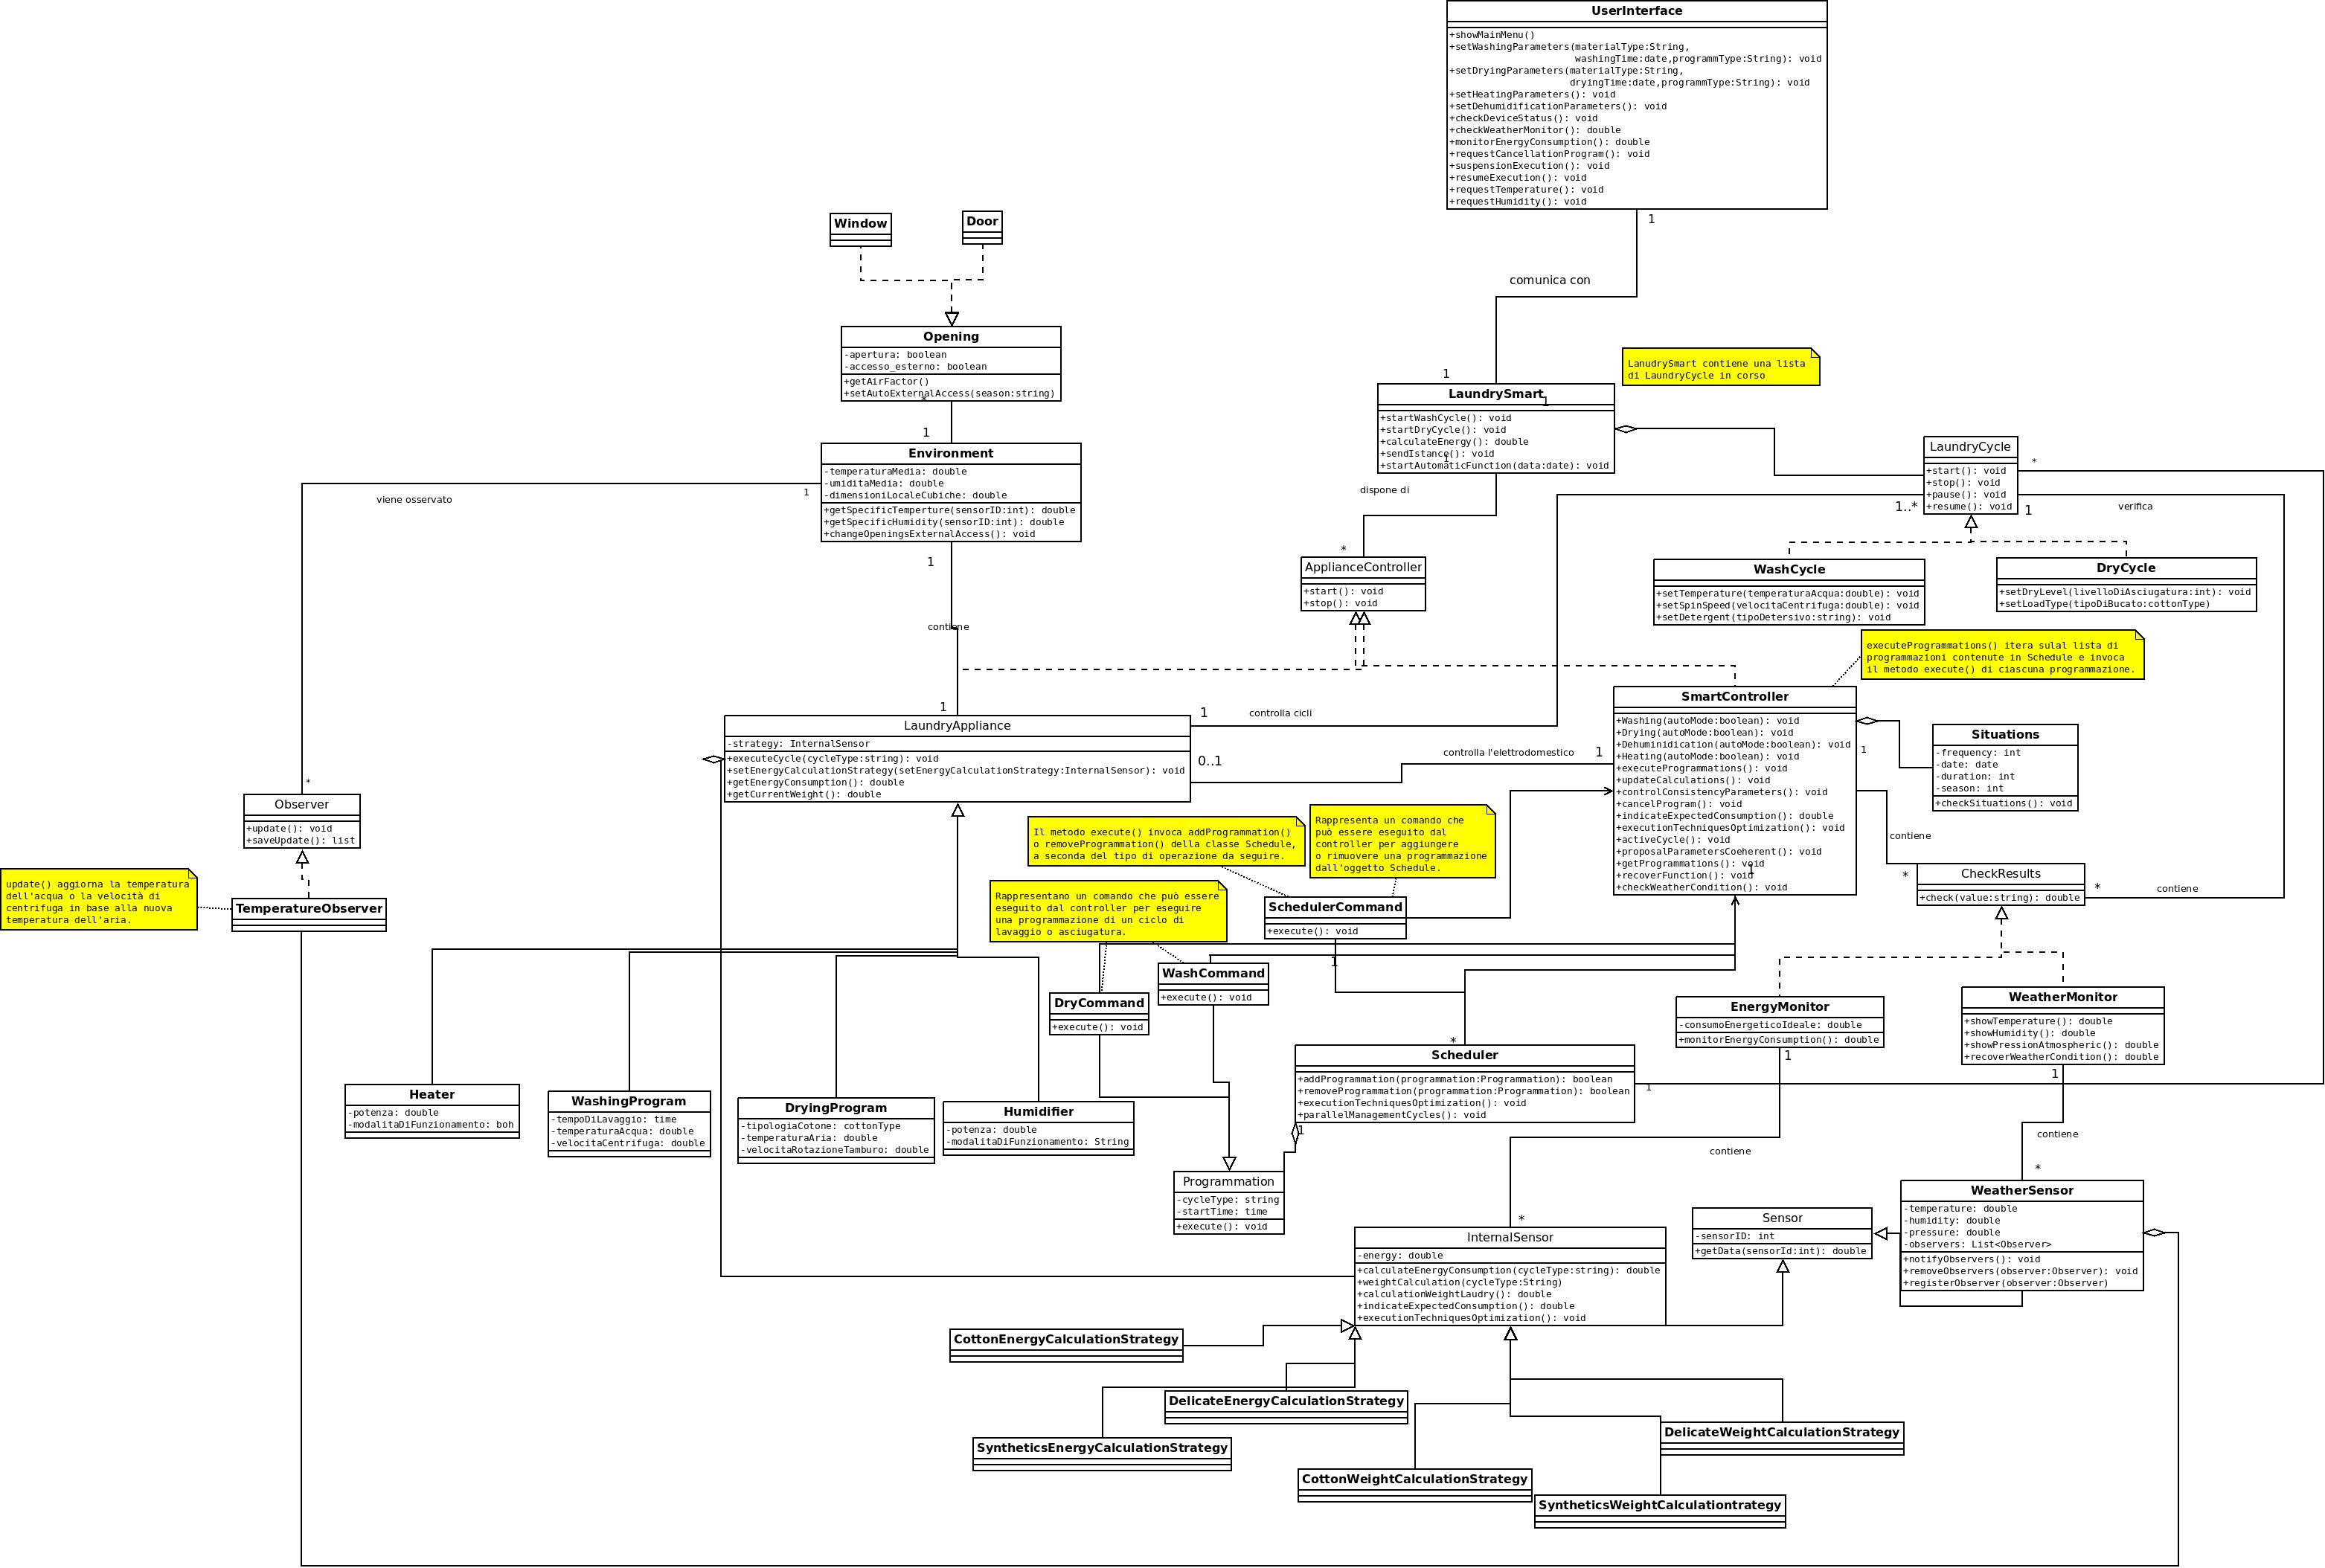 UserInterface
+showMainMenu()
+setWashingParameters(materialType:String,
washingTime:date,programmType:String): void
+setDryingParameters(materialType:String,
dryingTime:date,programmType:String): void
+setHeatingParameters(): void
+setDehumidificationParameters(): void
+checkDeviceStatus(): void
+checkWeatherMonitor(): double
+monitorEnergyConsumption(): double
+requestCancellationProgram(): void
+suspensionExecution(): void
+resumeExecution(): void
+requestTemperature(): void
+requestHumidity(): void
1
comunica con
1
Window
Door
Opening
-apertura: boolean
-accesso_esterno: boolean
+getAirFactor()
+setAutoExternalAccess(season:string)
*
1
Environment
-temperaturaMedia: double
-umiditaMedia: double
-dimensioniLocaleCubiche: double
+getSpecificTemperture(sensorID:int): double
+getSpecificHumidity(sensorID:int): double
+changeOpeningsExternalAccess(): void
1
viene osservato
1
contiene
1
LanudrySmart contiene una lista
di LaundryCycle in corso
LaundrySmart
1
+startWashCycle(): void
+startDryCycle(): void
+calculateEnergy(): double
+sendIstance(): void
+startAutomaticFunction(data:date): void
1
dispone di
*
LaundryCycle
+start(): void
+stop(): void
+pause(): void
+resume(): void
*
1..*
1
verifica
ApplianceController
+start(): void
+stop(): void
WashCycle
+setTemperature(temperaturaAcqua:double): void
+setSpinSpeed(velocitaCentrifuga:double): void
+setDetergent(tipoDetersivo:string): void
DryCycle
+setDryLevel(livelloDiAsciugatura:int): void
+setLoadType(tipoDiBucato:cottonType)
executeProgrammations() itera sulal lista di
programmazioni contenute in Schedule e invoca
il metodo execute() di ciascuna programmazione.
LaundryAppliance
-strategy: InternalSensor
+executeCycle(cycleType:string): void
+setEnergyCalculationStrategy(setEnergyCalculationStrategy:InternalSensor): void
+getEnergyConsumption(): double
+getCurrentWeight(): double
1
controlla cicli
0..1
controlla l'elettrodomestico
1
SmartController
+Washing(autoMode:boolean): void
+Drying(autoMode:boolean): void
+Dehuminidication(autoMode:boolean): void
+Heating(autoMode:boolean): void
+executeProgrammations(): void
+updateCalculations(): void
+controlConsistencyParameters(): void
+cancelProgram(): void
+indicateExpectedConsumption(): double
+executionTechniquesOptimization(): void
+activeCycle(): void
+proposalParametersCoeherent(): void
+getProgrammations(): void
+recoverFunction(): void
+checkWeatherCondition(): void
1
1
Situations
-frequency: int
-date: date
-duration: int
-season: int
+checkSituations(): void
contiene
*
CheckResults
+check(value:string): double
*
contiene
*
Observer
+update(): void
+saveUpdate(): list
update() aggiorna la temperatura
dell'acqua o la velocità di
centrifuga in base alla nuova
temperatura dell'aria.
TemperatureObserver
Il metodo execute() invoca addProgrammation()
o removeProgrammation() della classe Schedule,
a seconda del tipo di operazione da seguire.
Rappresenta un comando che
può essere eseguito dal
controller per aggiungere
o rimuovere una programmazione
dall'oggetto Schedule.
Rappresentano un comando che può essere
eseguito dal controller per eseguire
una programmazione di un ciclo di
lavaggio o asciugatura.
SchedulerCommand
+execute(): void
1
WashCommand
+execute(): void
DryCommand
+execute(): void
EnergyMonitor
-consumoEnergeticoIdeale: double
+monitorEnergyConsumption(): double
1
WeatherMonitor
+showTemperature(): double
+showHumidity(): double
+showPressionAtmospheric(): double
+recoverWeatherCondition(): double
1
*
Scheduler
+addProgrammation(programmation:Programmation): boolean
+removeProgrammation(programmation:Programmation): boolean
+executionTechniquesOptimization(): void
+parallelManagementCycles(): void
1
1
Heater
-potenza: double
-modalitaDiFunzionamento: boh
WashingProgram
-tempoDiLavaggio: time
-temperaturaAcqua: double
-velocitaCentrifuga: double
DryingProgram
-tipologiaCotone: cottonType
-temperaturaAria: double
-velocitaRotazioneTamburo: double
Humidifier
-potenza: double
-modalitaDiFunzionamento: String
contiene
contiene
*
Programmation
-cycleType: string
-startTime: time
+execute(): void
*
InternalSensor
-energy: double
+calculateEnergyConsumption(cycleType:string): double
+weightCalculation(cycleType:String)
+calculationWeightLaudry(): double
+indicateExpectedConsumption(): double
+executionTechniquesOptimization(): void
Sensor
-sensorID: int
+getData(sensorId:int): double
WeatherSensor
-temperature: double
-humidity: double
-pressure: double
-observers: List<Observer>
+notifyObservers(): void
+removeObservers(observer:Observer): void
+registerObserver(observer:Observer)
CottonEnergyCalculationStrategy
DelicateEnergyCalculationStrategy
SyntheticsEnergyCalculationStrategy
DelicateWeightCalculationStrategy
CottonWeightCalculationStrategy
SyntheticsWeightCalculationtrategy